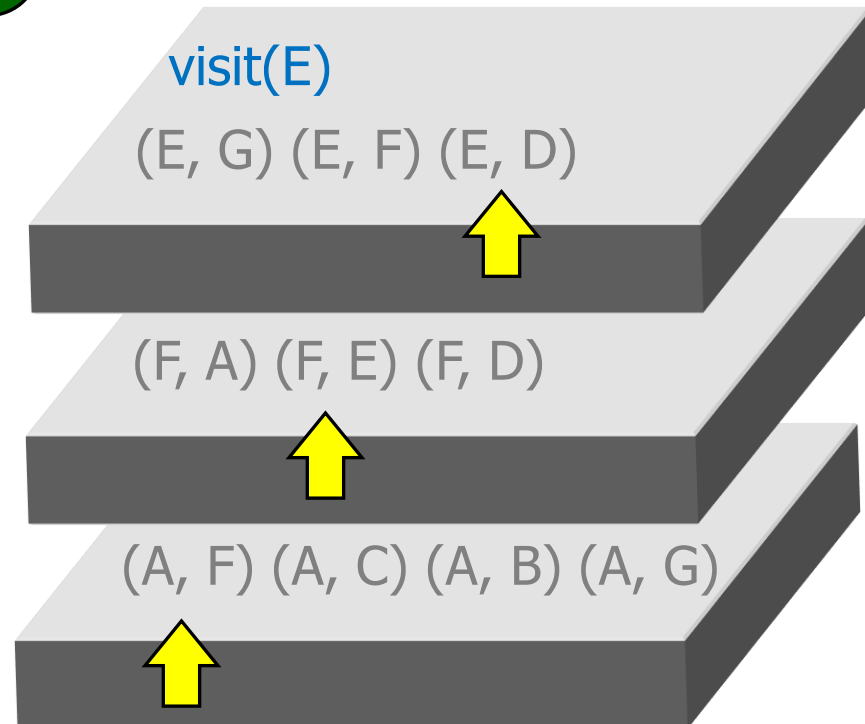 visit(E)
(E, G) (E, F) (E, D)
(F, A) (F, E) (F, D)
(A, F) (A, C) (A, B) (A, G)